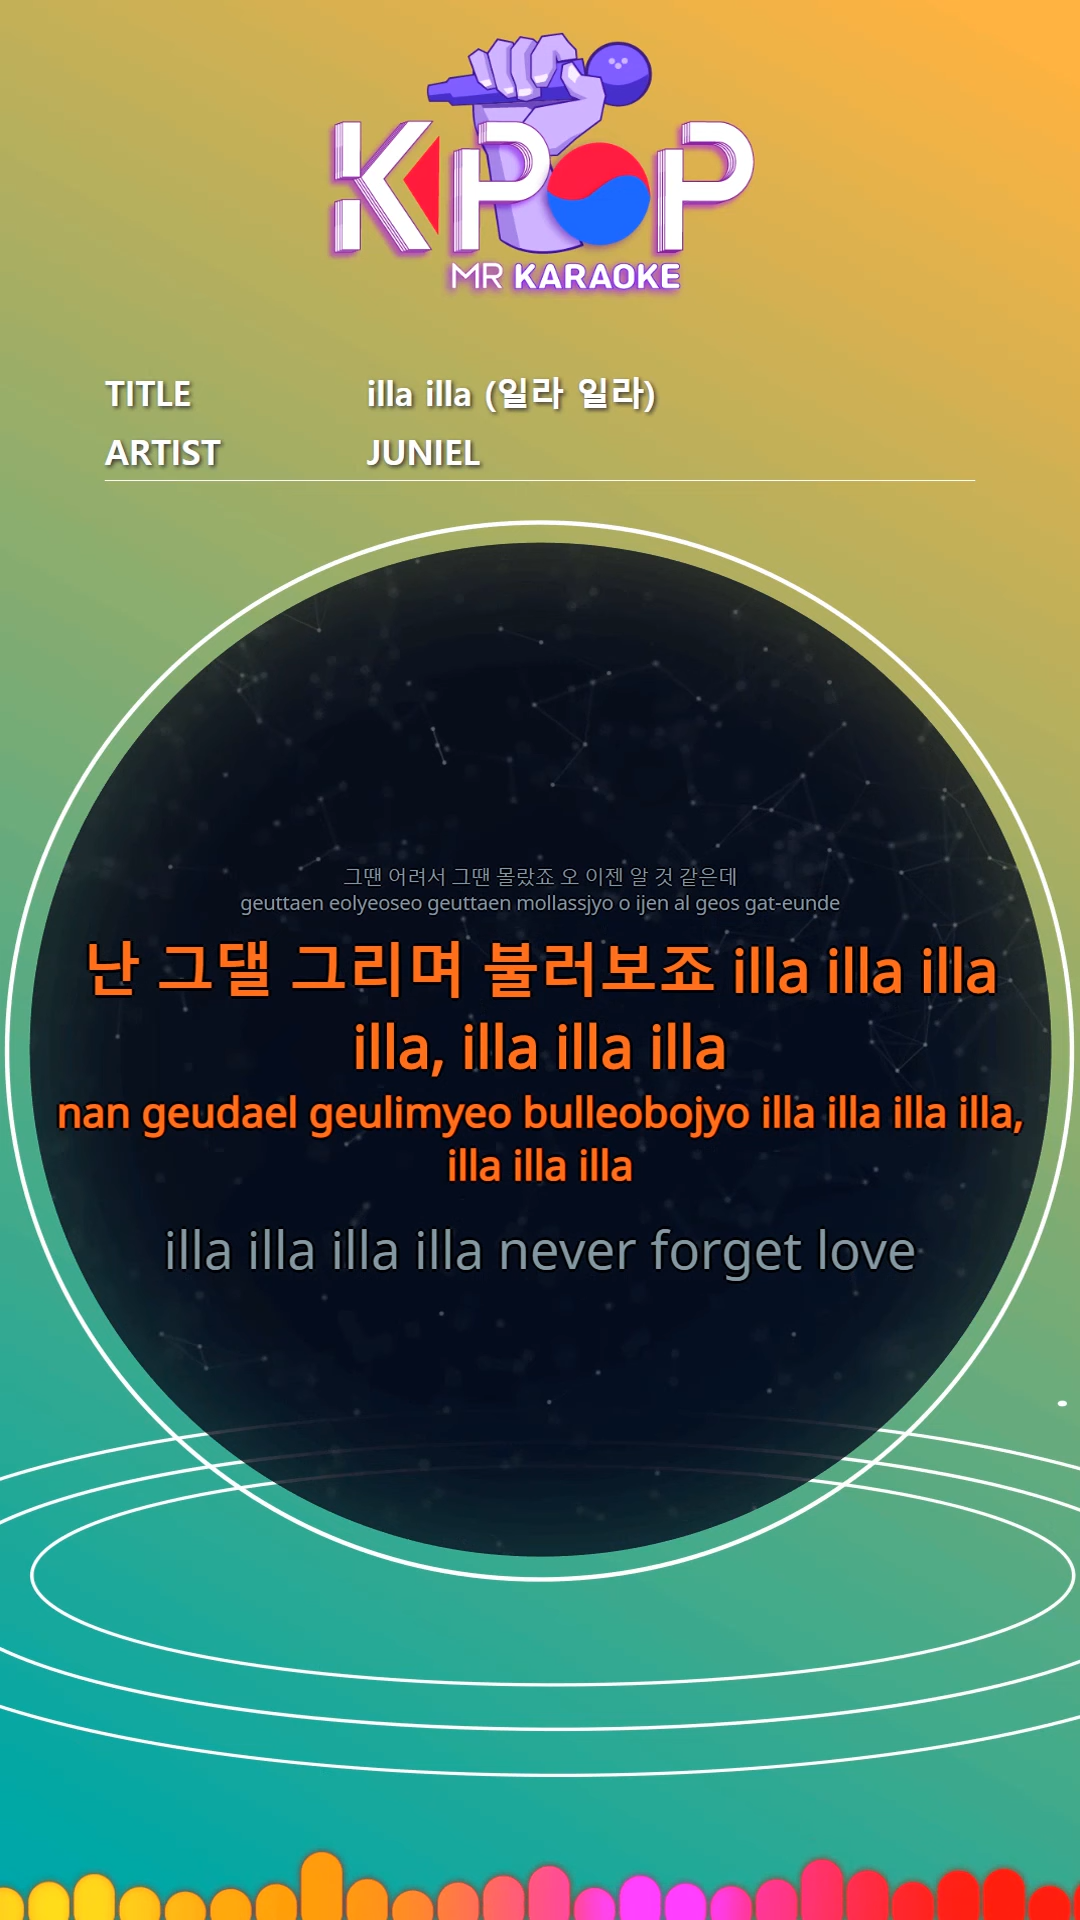 KPOP
MR KARAOKE
TITLE illa illa (일라 일라)
ARTIST JUNIEL
그땐 어려서 그땐 몰랐죠 오 이젠 알 것 같은데
geuttaen eolyeoseo geuttaen mollassjyo o ijen al geos gat-eunde
난 그댈 그리며 불러보죠 illa illa illa
illa, illa illa illa
nan geudael geulimyeo bulleobojyo illa illa illa illa,
illa illa illa
illa illa illa illa never forget love